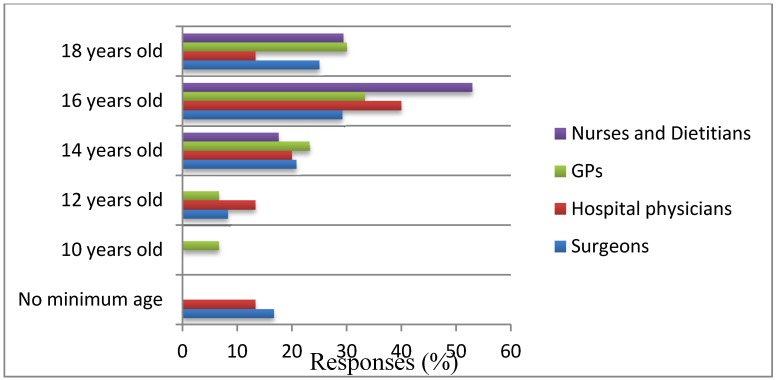 18 years old
16 years old
14 years old
12 years old
10 years old
No minimum age
0 10 20 30 40 50 60
Responses (%)
Nurses and Dietitians
GPs
Hospital physicians
Surgeons